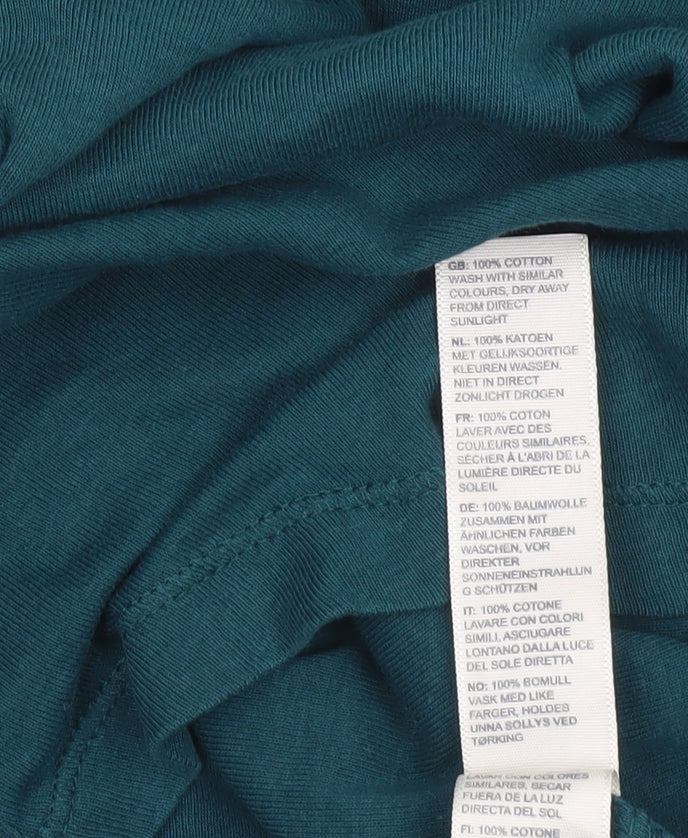 GB: 100% COTTON
WASH WITH SIMILAR
COLOURS, DRY AWAY
FROM DIRECT
SUNLIGHT
NL: 100% KATOEN
MET GELIJKSOORTIGE
KLEUREN WASSEN.
NIET IN DIRECT
ZONLICHT DROGEN
FR: 100% COTON
LAVER AVEC DES
COULEURS SIMILAIRES,
SÉCHER À L'ABRI DE LA
LUMIÈRE DIRECTE DU
SOLEIL
DE: 100% BAUMWOLLE
ZUSAMMEN MIT
ÄHNLICHEN FARBEN
WASCHEN, VOR
DIREKTER
SONNENEINSTRAHLUN
G SCHÜTZEN
IT: 100% COTONE
LAVARE CON COLORI
SIMILI, ASCIUGARE
LONTANO DALLA LUCE
DEL SOLE DIRETTA
NO: 100% BOMULL
VASK MED LIKE
FARGER, HOLDES
UNNA SOLLYS VED
TØRKING
LAVAR CON COLORES
SIMILARES, SECAR
FUERA DE LA LUZ
DIRECTA DEL SOL
FI: 100% COTONE